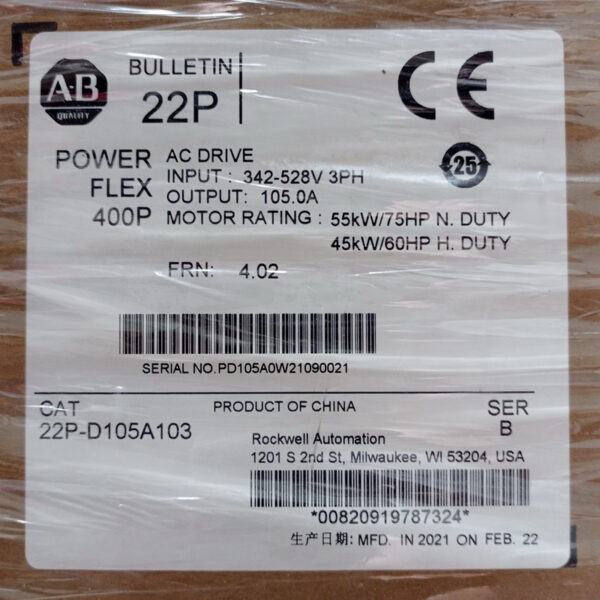 A-B
QUALITY
BULLETIN
22P
CE
25
POWER
FLEX
400P
AC DRIVE
INPUT : 342-528V 3PH
OUTPUT: 105.0A
MOTOR RATING : 55kW/75HP N. DUTY
45kW/60HP H. DUTY
FRN: 4.02
SERIAL NO.PD105A0W21090021
CAT
22P-D105A103
PRODUCT OF CHINA
SER
B
Rockwell Automation
1201 S 2nd St, Milwaukee, WI 53204, USA
*00820919787324*
生产日期: MFD. IN 2021 ON FEB. 22